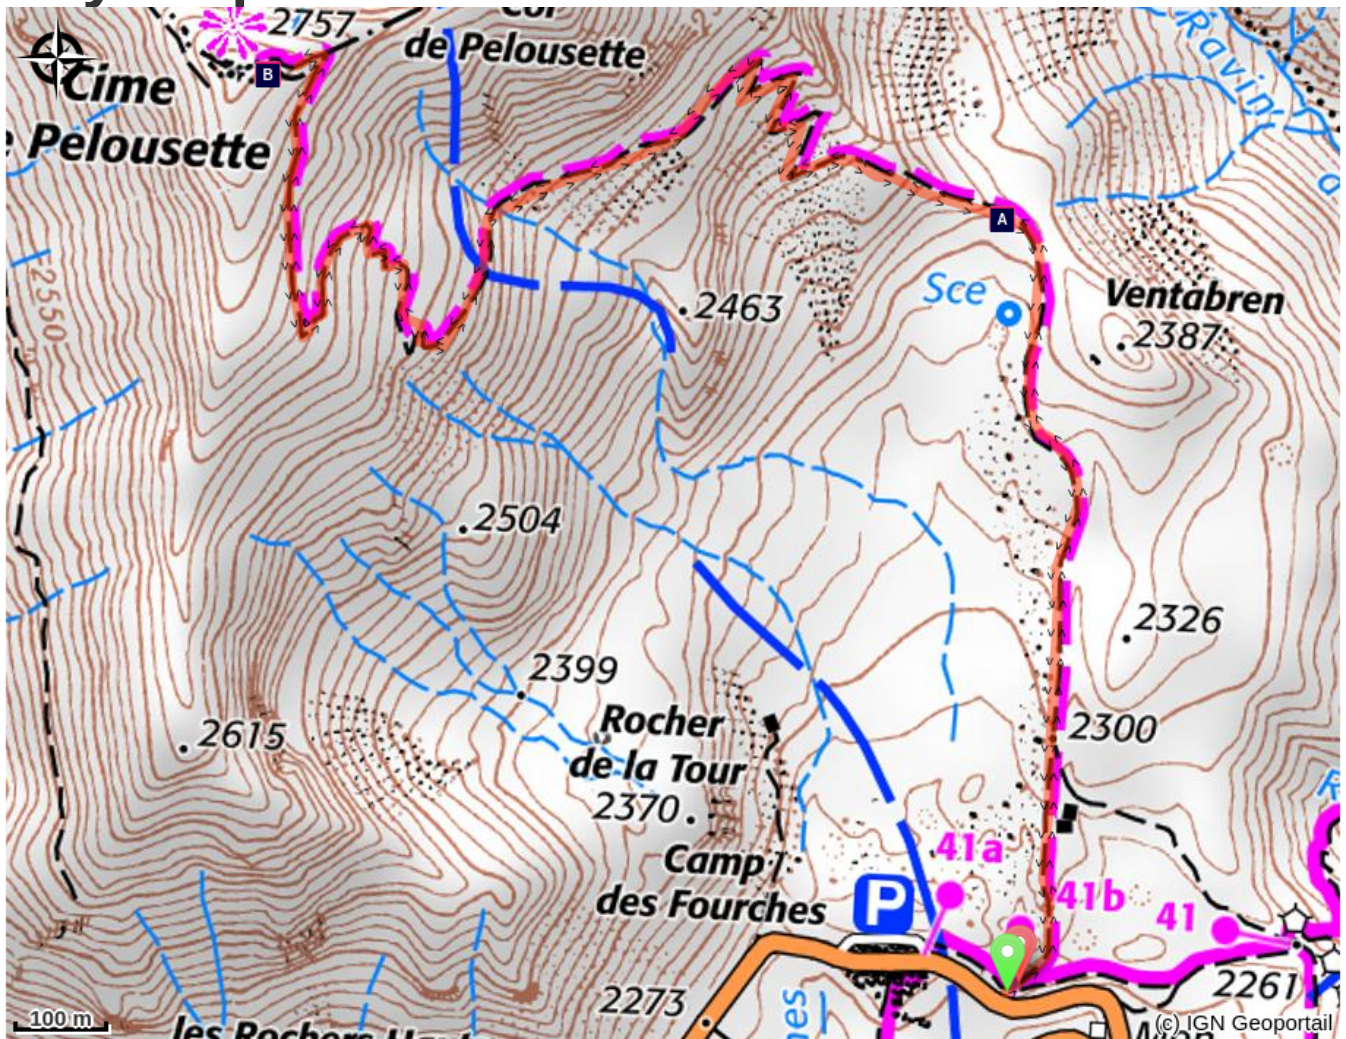 2757
de Pelousette
Ravin
Cime
B
Pelousette
A
Sce
Ventabren
2387
2463
2550
2504
2326
2399
2300
Rocher
de la Tour
2370
2615
Camp
des Fourches
41a
41b
41
P
2261
2273
100 m
(c) IGN Geoportail